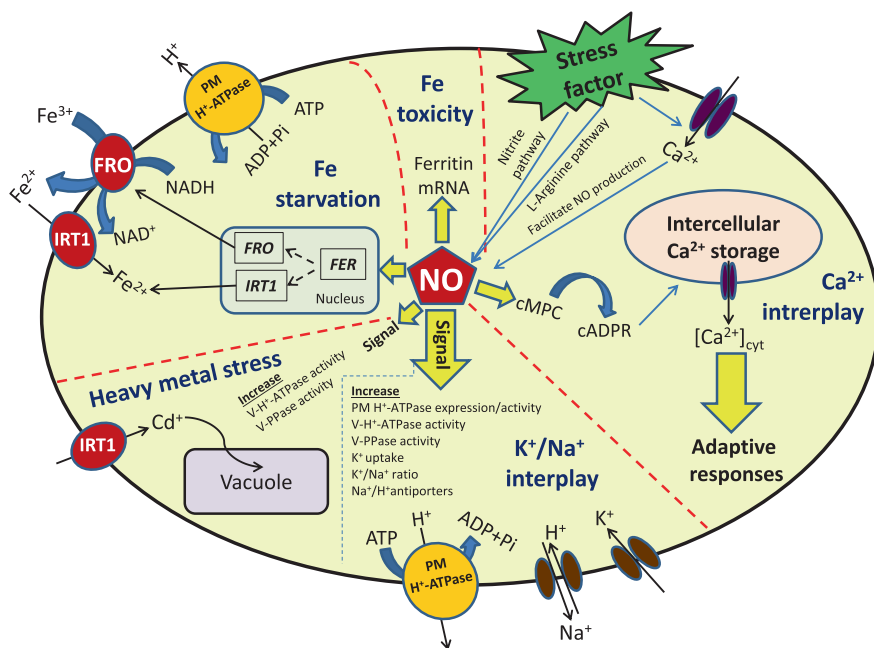 Stress
factor
H⁺
PM
H⁺-ATPase
ATP
ADP+Pi
Fe
toxicity
Fe³⁺
FRO
NADH
Fe²⁺
NAD⁺
IRT1
Fe²⁺
Fe
starvation
Ferritin
mRNA
Nitrite
pathway
L-Arginine pathway
Facilitate NO production
Ca²⁺
Intercellular
Ca²⁺ storage
FRO
IRT1
FER
Nucleus
NO
cMPC
cADPR
Ca²⁺
intrerplay
[Ca²⁺]cyt
Adaptive
responses
Signal
Signal
Heavy metal stress
Increase
V-H⁺-ATPase activity
V-PPase activity
IRT1
Cd⁺
Vacuole
Increase
PM H⁺-ATPase expression/activity
V-H⁺-ATPase activity
V-PPase activity
K⁺ uptake
K⁺/Na⁺ ratio
Na⁺/H⁺antiporters
K⁺/Na⁺
interplay
ATP
H⁺
ADP+Pi
PM
H⁺-ATPase
H⁺
Na⁺
K⁺